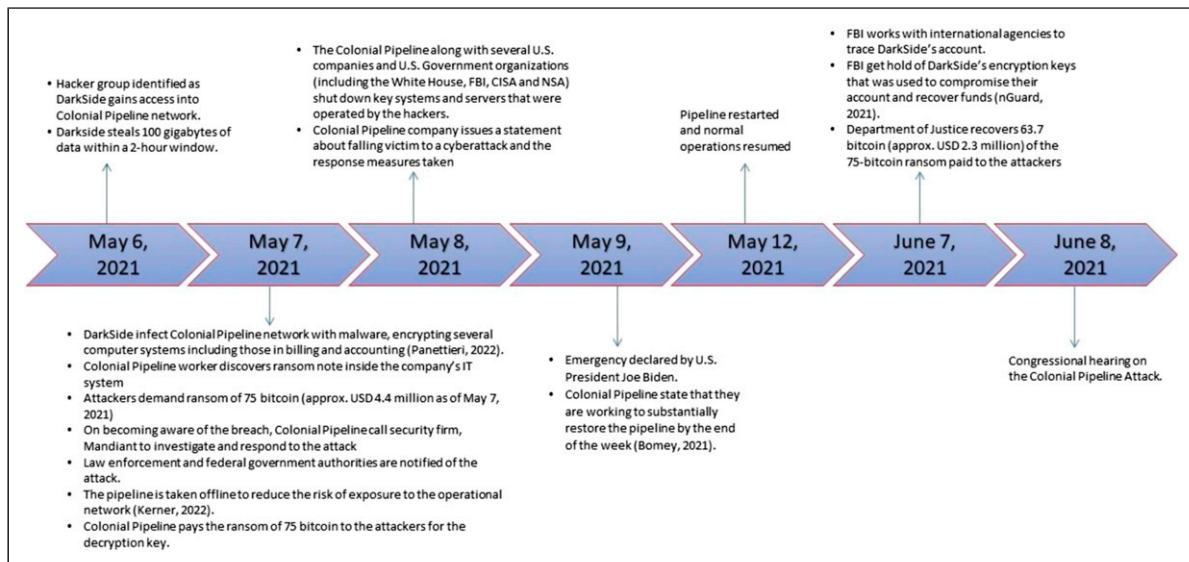 • Hacker group identified as
DarkSide gains access into
Colonial Pipeline network.
• Darkside steals 100 gigabytes of
data within a 2-hour window.
• The Colonial Pipeline along with several U.S.
companies and U.S. Government organizations
(including the White House, FBI, CISA and NSA)
shut down key systems and servers that were
operated by the hackers.
• Colonial Pipeline company issues a statement
about falling victim to a cyberattack and the
response measures taken
Pipeline restarted
and normal
operations resumed
• FBI works with international agencies to
trace DarkSide's account.
• FBI get hold of DarkSide's encryption keys
that was used to compromise their
account and recover funds (nGuard,
2021).
• Department of Justice recovers 63.7
bitcoin (approx. USD 2.3 million) of the
75-bitcoin ransom paid to the attackers
May 6,
2021
May 7,
2021
May 8,
2021
May 9,
2021
May 12,
2021
June 7,
2021
June 8,
2021
• DarkSide infect Colonial Pipeline network with malware, encrypting several
computer systems including those in billing and accounting (Panettieri, 2022).
• Colonial Pipeline worker discovers ransom note inside the company's IT
system
• Attackers demand ransom of 75 bitcoin (approx. USD 4.4 million as of May 7,
2021)
• On becoming aware of the breach, Colonial Pipeline call security firm,
Mandiant to investigate and respond to the attack
• Law enforcement and federal government authorities are notified of the
attack.
• The pipeline is taken offline to reduce the risk of exposure to the operational
network (Kerner, 2022).
• Colonial Pipeline pays the ransom of 75 bitcoin to the attackers for the
decryption key.
• Emergency declared by U.S.
President Joe Biden.
• Colonial Pipeline state that they
are working to substantially
restore the pipeline by the end
of the week (Bomey, 2021).
Congressional hearing on
the Colonial Pipeline Attack.